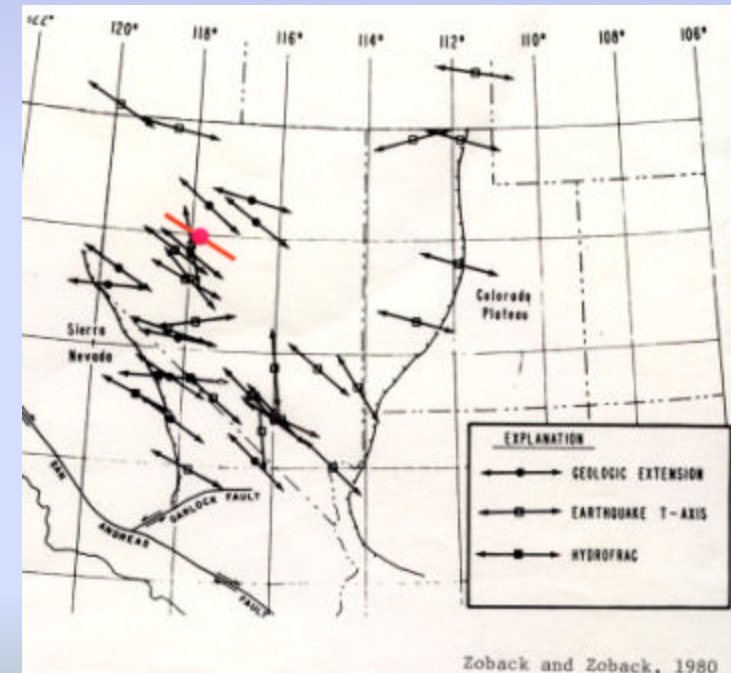 120° 118° 116° 114° 112° 110° 108° 106°
Colorado
Plateau
Sierra
Nevada
EXPLANATION
GEOLOGIC EXTENSION
EARTHQUAKE T-AXIS
HYDROFRAC
SAN
ANDREAS
FAULT
GARLOCK FAULT
Zoback and Zoback, 1980